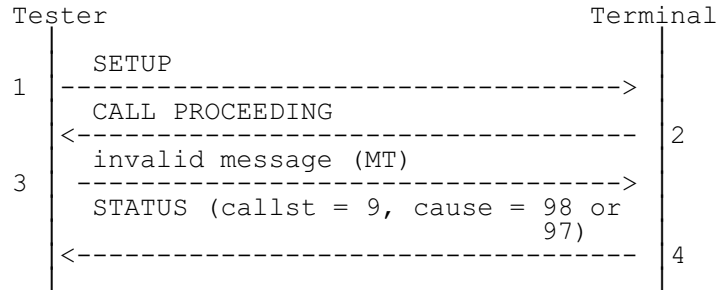 Tester Terminal
SETUP
1
CALL PROCEEDING
2
invalid message (MT)
3
STATUS (callst = 9, cause = 98 or
97)
4